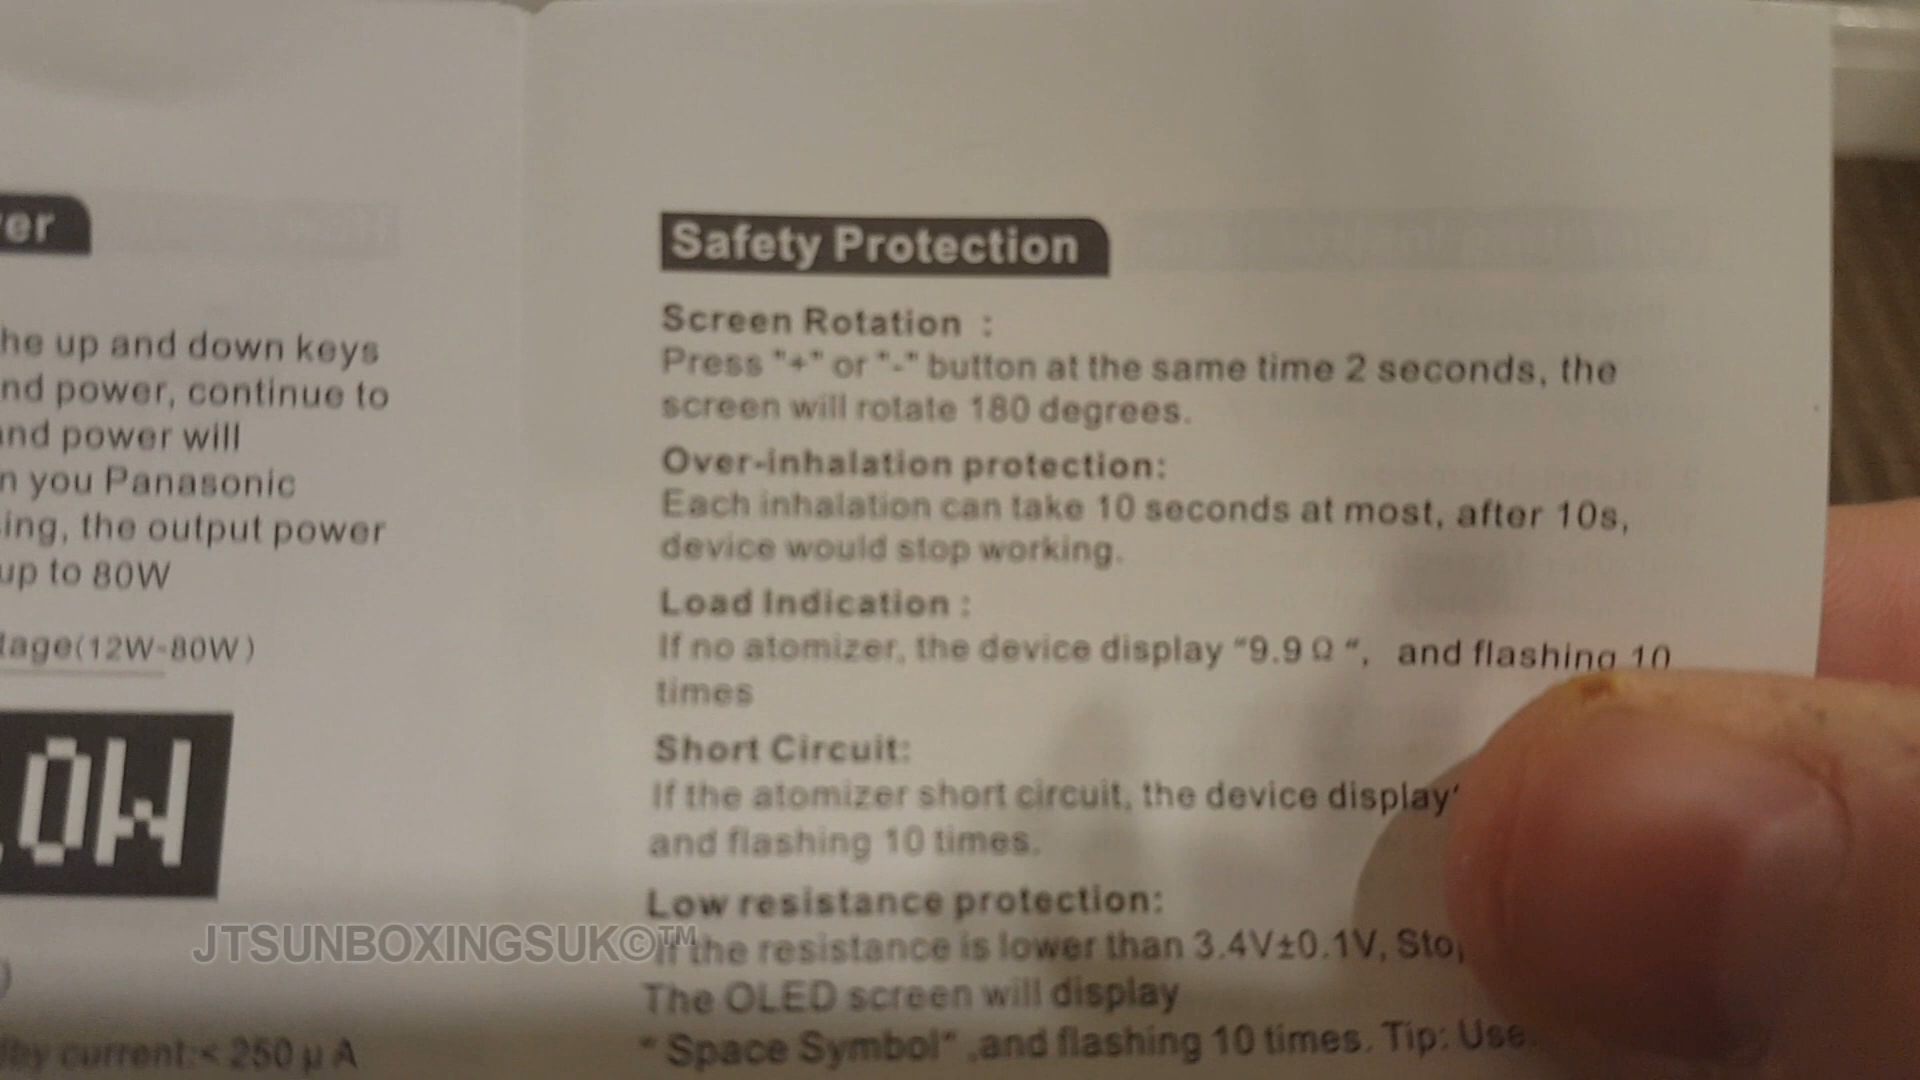 er
he up and down keys
nd power, continue to
and power will
n you Panasonic
ing, the output power
up to 80W
tage(12W-80W)
.0W
)
by current:< 250 μ A
Safety Protection
Screen Rotation :
Press "+" or "-" button at the same time 2 seconds, the
screen will rotate 180 degrees.
Over-inhalation protection:
Each inhalation can take 10 seconds at most, after 10s,
device would stop working.
Load Indication :
If no atomizer, the device display “9.9 Ω “, and flashing 10
times
Short Circuit:
If the atomizer short circuit, the device display“
and flashing 10 times.
Low resistance protection:
If the resistance is lower than 3.4V±0.1V, Sto
The OLED screen will display
“ Space Symbol“ ,and flashing 10 times. Tip: Use
JTSUNBOXINGSUK©™